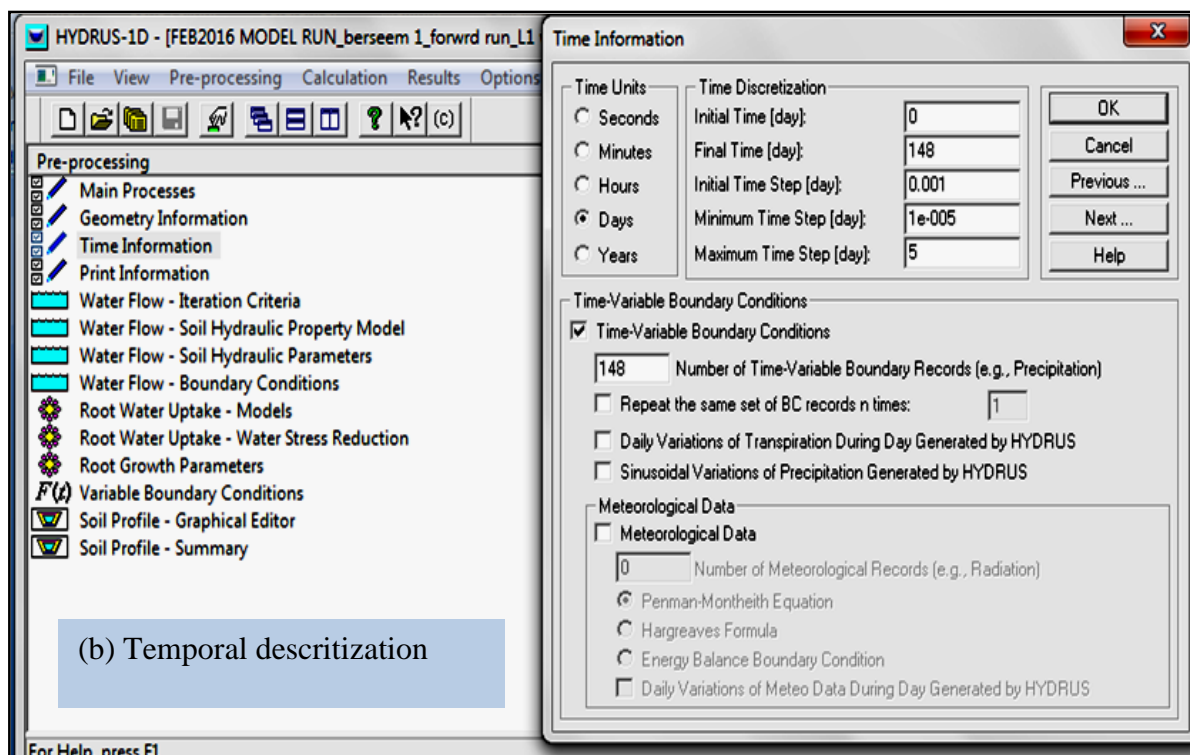 HYDRUS-1D - [FEB2016 MODEL RUN_berseem 1_forwrd run_L1
File View Pre-processing Calculation Results Options
Pre-processing
Main Processes
Geometry Information
Time Information
Print Information
Water Flow - Iteration Criteria
Water Flow - Soil Hydraulic Property Model
Water Flow - Soil Hydraulic Parameters
Water Flow - Boundary Conditions
Root Water Uptake - Models
Root Water Uptake - Water Stress Reduction
Root Growth Parameters
F(t) Variable Boundary Conditions
Soil Profile - Graphical Editor
Soil Profile - Summary
(b) Temporal descritization
For Help, press F1
Time Information
Time Units
Seconds
Minutes
Hours
Days
Years
Time Discretization
Initial Time [day]: 0
Final Time [day]: 148
Initial Time Step [day]: 0.001
Minimum Time Step [day]: 1e-005
Maximum Time Step [day]: 5
OK
Cancel
Previous ...
Next ...
Help
Time-Variable Boundary Conditions
Time-Variable Boundary Conditions
148 Number of Time-Variable Boundary Records (e.g., Precipitation)
Repeat the same set of BC records n times: 1
Daily Variations of Transpiration During Day Generated by HYDRUS
Sinusoidal Variations of Precipitation Generated by HYDRUS
Meteorological Data
Meteorological Data
0 Number of Meteorological Records (e.g., Radiation)
Penman-Montheith Equation
Hargreaves Formula
Energy Balance Boundary Condition
Daily Variations of Meteo Data During Day Generated by HYDRUS